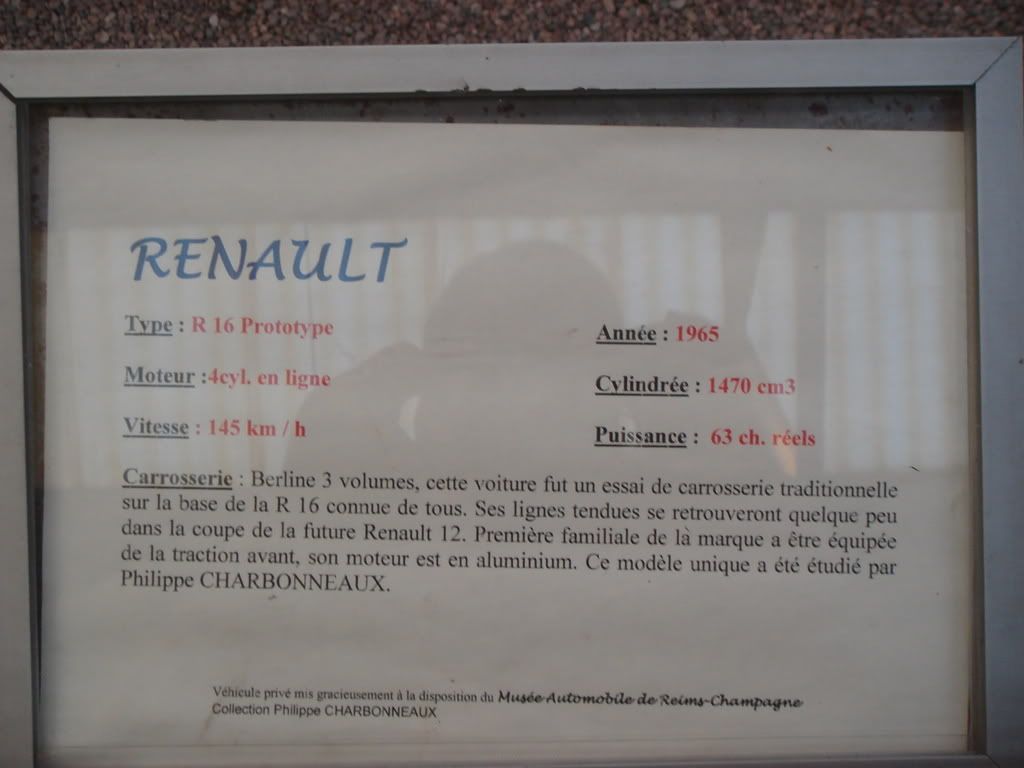 RENAULT
Type : R 16 Prototype
Année : 1965
Moteur :4cyl. en ligne
Cylindrée : 1470 cm3
Vitesse : 145 km / h
Puissance : 63 ch. réels
Carrosserie : Berline 3 volumes, cette voiture fut un essai de carrosserie traditionnelle
sur la base de la R 16 connue de tous. Ses lignes tendues se retrouveront quelque peu
dans la coupe de la future Renault 12. Première familiale de là marque a être équipée
de la traction avant, son moteur est en aluminium. Ce modèle unique a été étudié par
Philippe CHARBONNEAUX.
Véhicule privé mis gracieusement à la disposition du Musée Automobile de Reims-Champagne
Collection Philippe CHARBONNEAUX